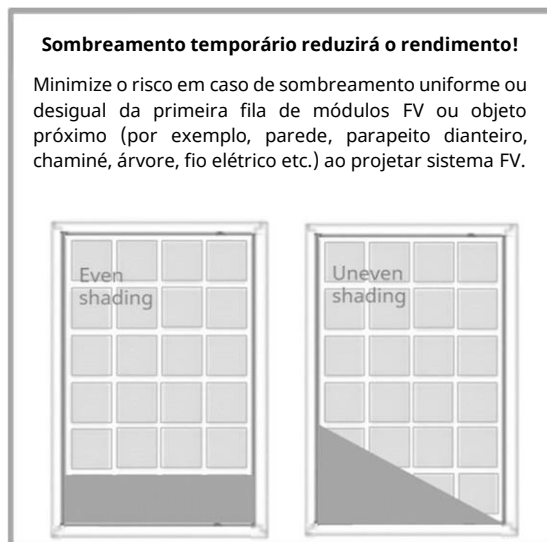 Sombreamento temporário reduzirá o rendimento!
Minimize o risco em caso de sombreamento uniforme ou
desigual da primeira fila de módulos FV ou objeto
próximo (por exemplo, parede, parapeito dianteiro,
chaminé, árvore, fio elétrico etc.) ao projetar sistema FV.
Even
shading
Uneven
shading